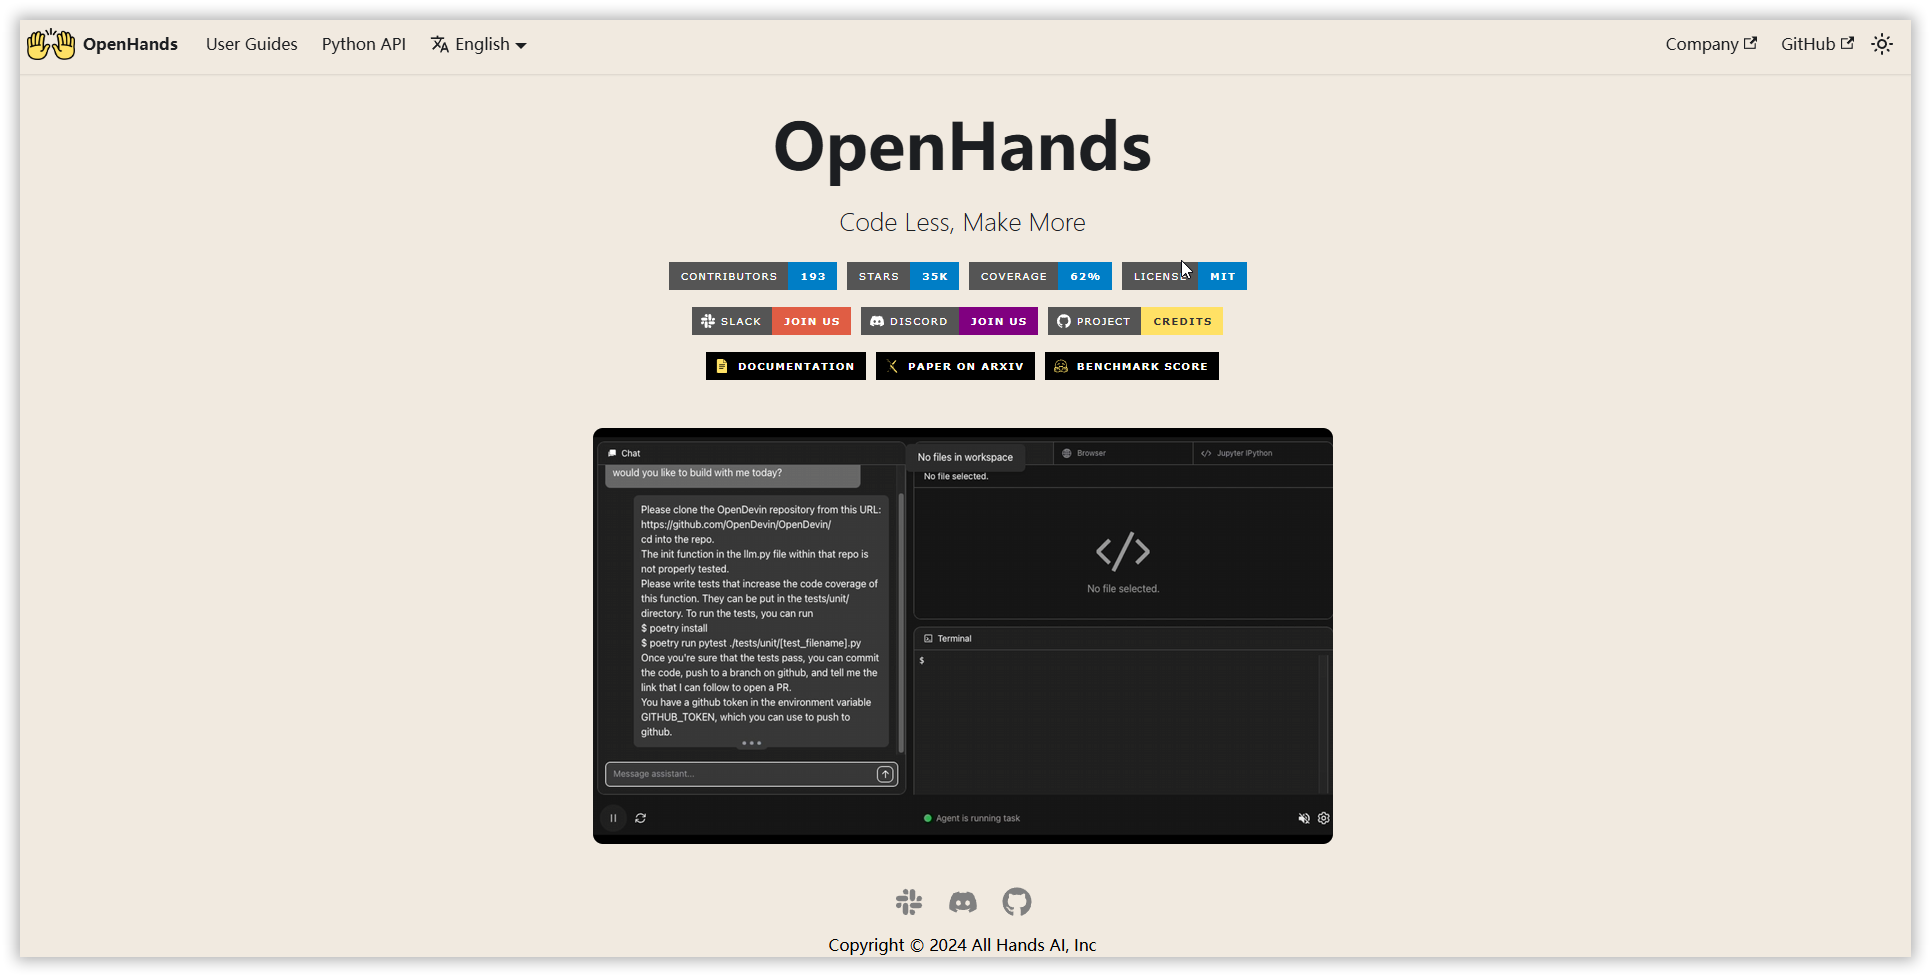 OpenHands
User Guides
Python API
English
Company
GitHub
OpenHands
Code Less, Make More
CONTRIBUTORS 193
STARS 35K
COVERAGE 62%
LICENSE MIT
SLACK JOIN US
DISCORD JOIN US
PROJECT CREDITS
DOCUMENTATION
PAPER ON ARXIV
BENCHMARK SCORE
Chat
would you like to build with me today?
Please clone the OpenDevin repository from this URL:
https://github.com/OpenDevin/OpenDevin/
cd into the repo.
The init function in the llm.py file within that repo is
not properly tested.
Please write tests that increase the code coverage of
this function. They can be put in the tests/unit/
directory. To run the tests, you can run
$ poetry install
$ poetry run pytest ./tests/unit/[test_filename].py
Once you're sure that the tests pass, you can commit
the code, push to a branch on github, and tell me the
link that I can follow to open a PR.
You have a github token in the environment variable
GITHUB_TOKEN, which you can use to push to
github.
Message assistant...
No files in workspace
Browser
Jupyter IPython
No file selected.
No file selected.
Terminal
$
Agent is running task
Copyright © 2024 All Hands AI, Inc